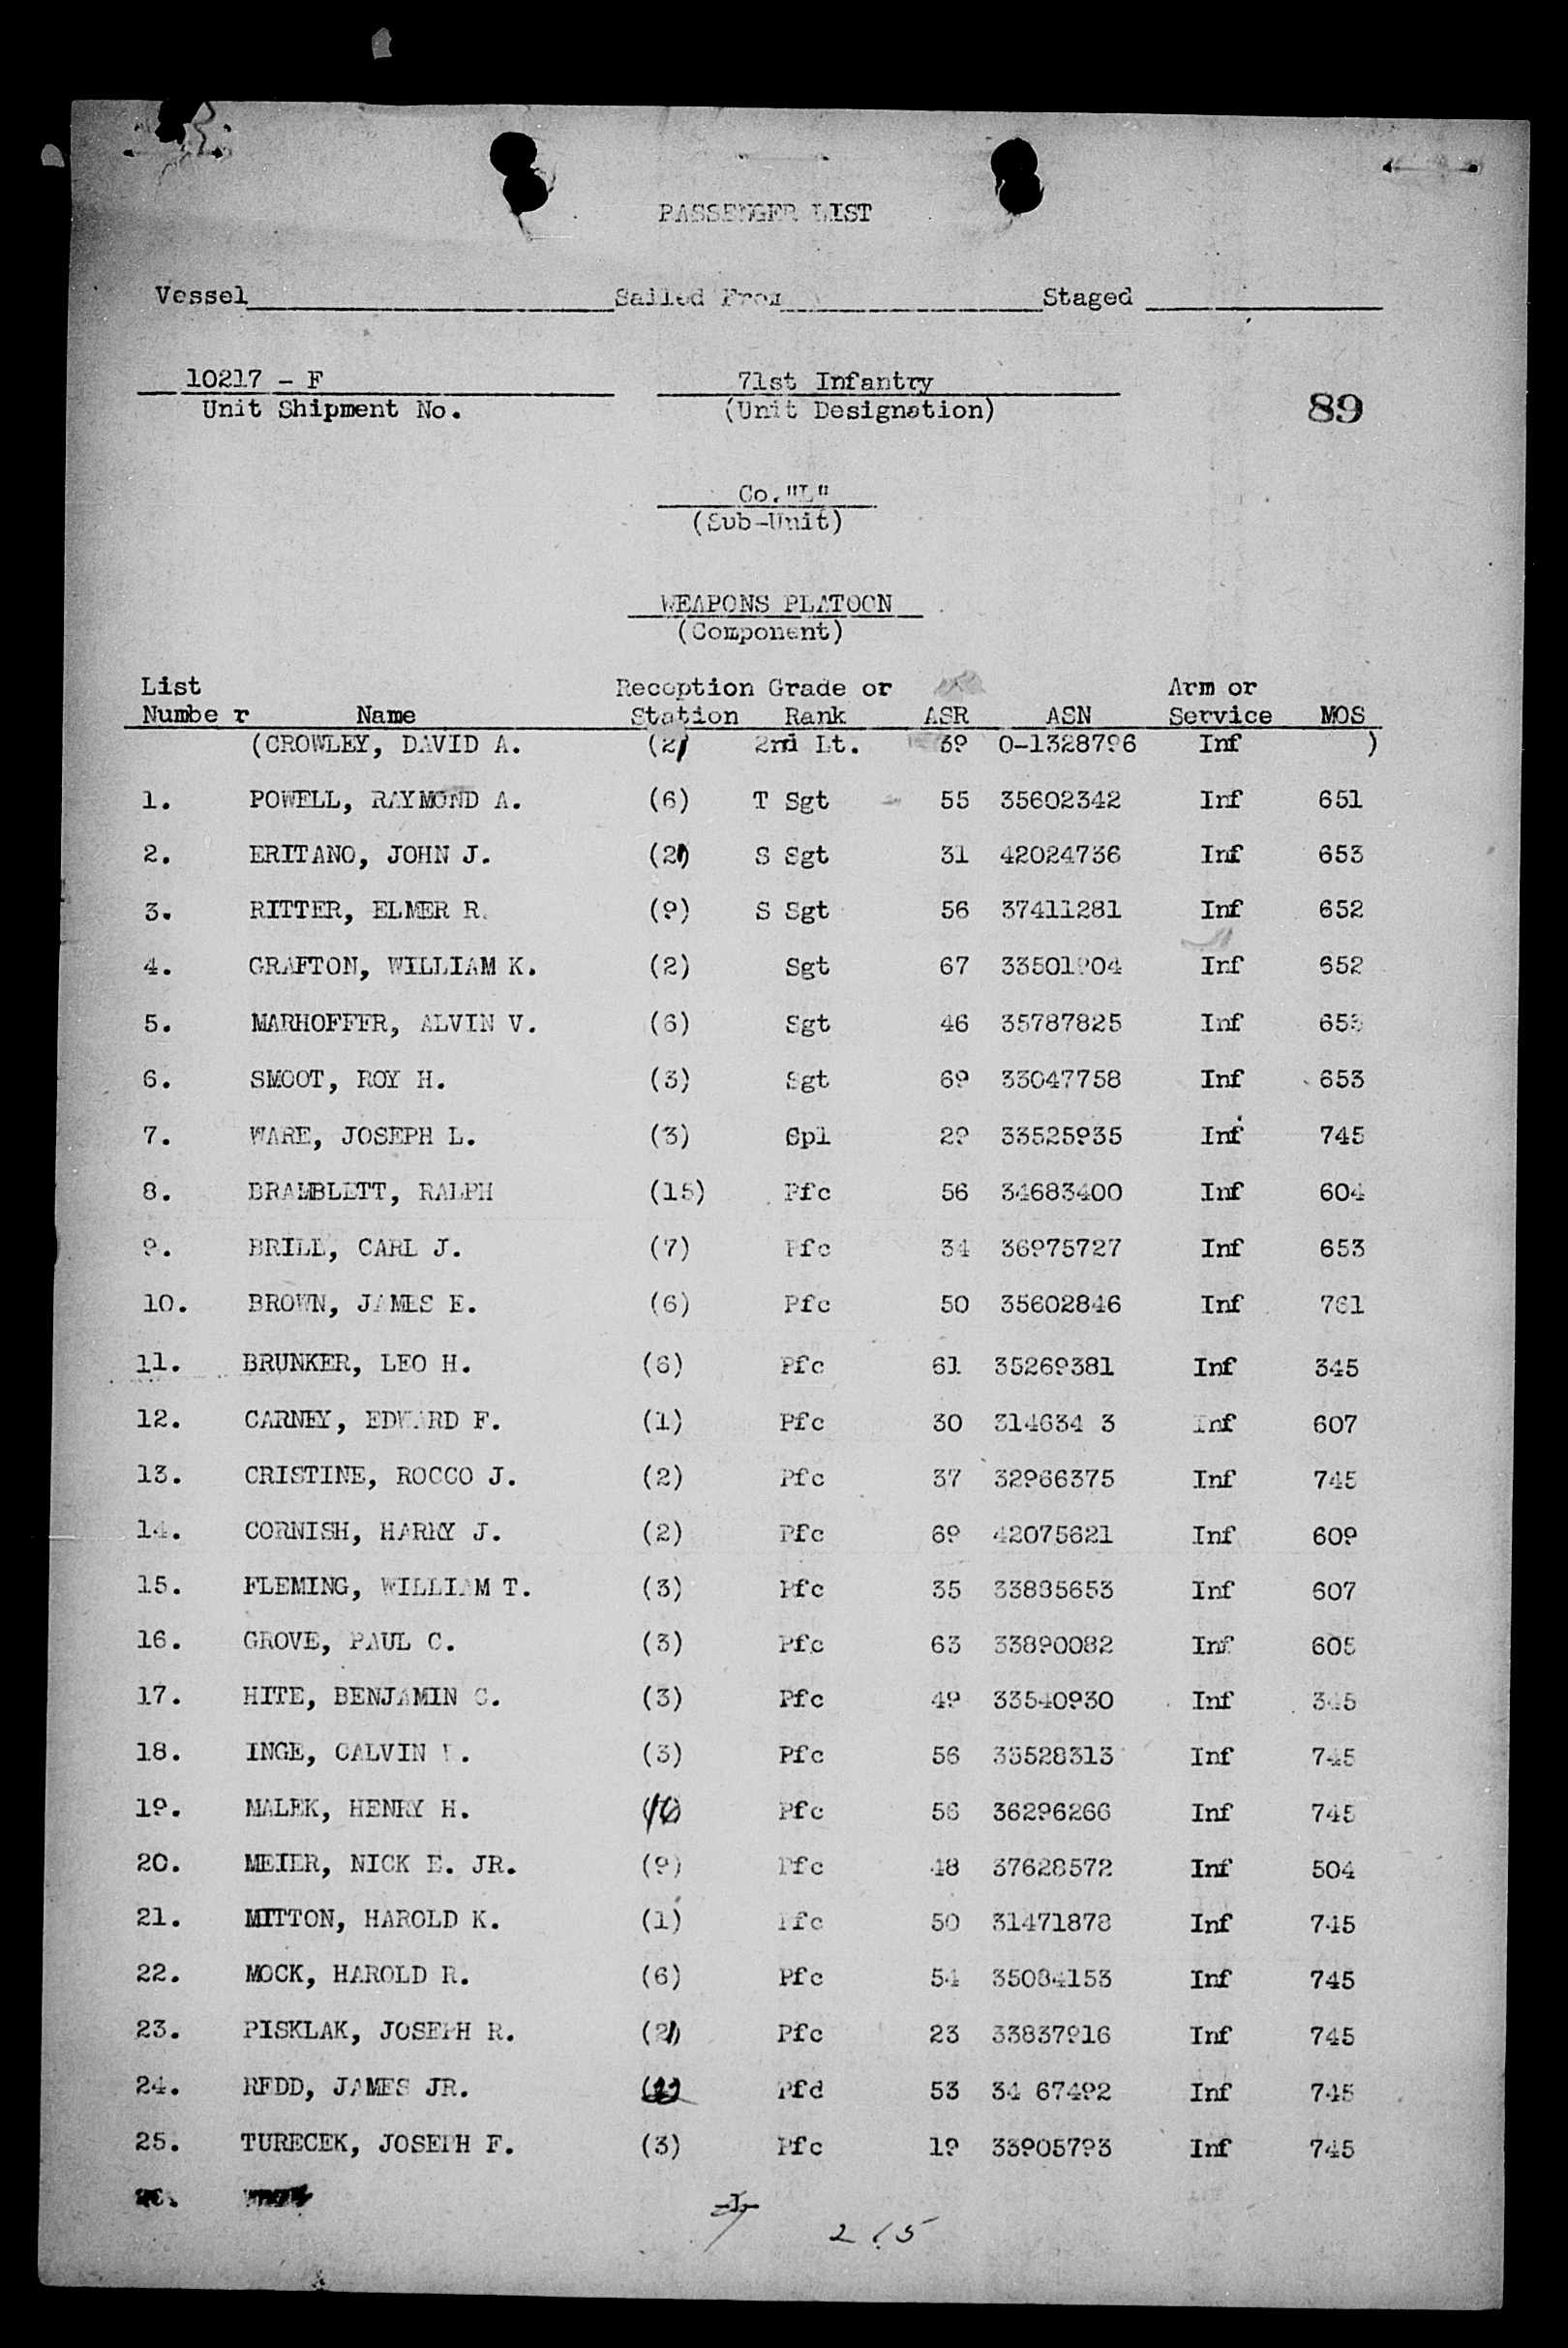 PASSENGER LIST
Vessel Sailed From Staged
10217 - F 71st Infantry
Unit Shipment No. (Unit Designation) 89
Co. "L"
(Sub-Unit)
WEAPONS PLATOON
(Component)
List Reception Grade or Arm or
Numbe r Name Station Rank ASR ASN Service MOS
(CROWLEY, DAVID A. (2) 2nd Lt. 39 O-1328796 Inf )
1. POWELL, RAYMOND A. (6) T Sgt 55 35602342 Inf 651
2. ERITANO, JOHN J. (2) S Sgt 31 42024736 Inf 653
3. RITTER, ELMER R. (9) S Sgt 56 37411281 Inf 652
4. GRAFTON, WILLIAM K. (2) Sgt 67 33501904 Inf 652
5. MARHOFFER, ALVIN V. (6) Sgt 46 35787825 Inf 653
6. SMOOT, ROY H. (3) Sgt 69 33047758 Inf 653
7. WARE, JOSEPH L. (3) Cpl 29 33525935 Inf 745
8. BRAMBLETT, RALPH (15) Pfc 56 34683400 Inf 604
9. BRILL, CARL J. (7) Pfc 34 36975727 Inf 653
10. BROWN, JAMES E. (6) Pfc 50 35602846 Inf 761
11. BRUNKER, LEO H. (6) Pfc 61 35269381 Inf 345
12. CARNEY, EDWARD F. (1) Pfc 30 314634 3 Inf 607
13. CRISTINE, ROCCO J. (2) Pfc 37 32966375 Inf 745
14. CORNISH, HARRY J. (2) Pfc 69 42075621 Inf 609
15. FLEMING, WILLIAM T. (3) Pfc 35 33835653 Inf 607
16. GROVE, PAUL C. (3) Pfc 63 33890082 Inf 605
17. HITE, BENJAMIN C. (3) Pfc 49 33540930 Inf 345
18. INGE, CALVIN (3) Pfc 56 33528313 Inf 745
19. MALEK, HENRY H. (10) Pfc 56 36296266 Inf 745
20. MEIER, NICK E. JR. (9) Pfc 48 37628572 Inf 504
21. MITTON, HAROLD K. (1) Pfc 50 31471878 Inf 745
22. MOCK, HAROLD R. (6) Pfc 54 35084153 Inf 745
23. PISKLAK, JOSEPH R. (2) Pfc 23 33837916 Inf 745
24. REDD, JAMES JR. Pfd 53 34 67492 Inf 745
25. TURECEK, JOSEPH F. (3) Pfc 19 33905793 Inf 745
26.
2 15